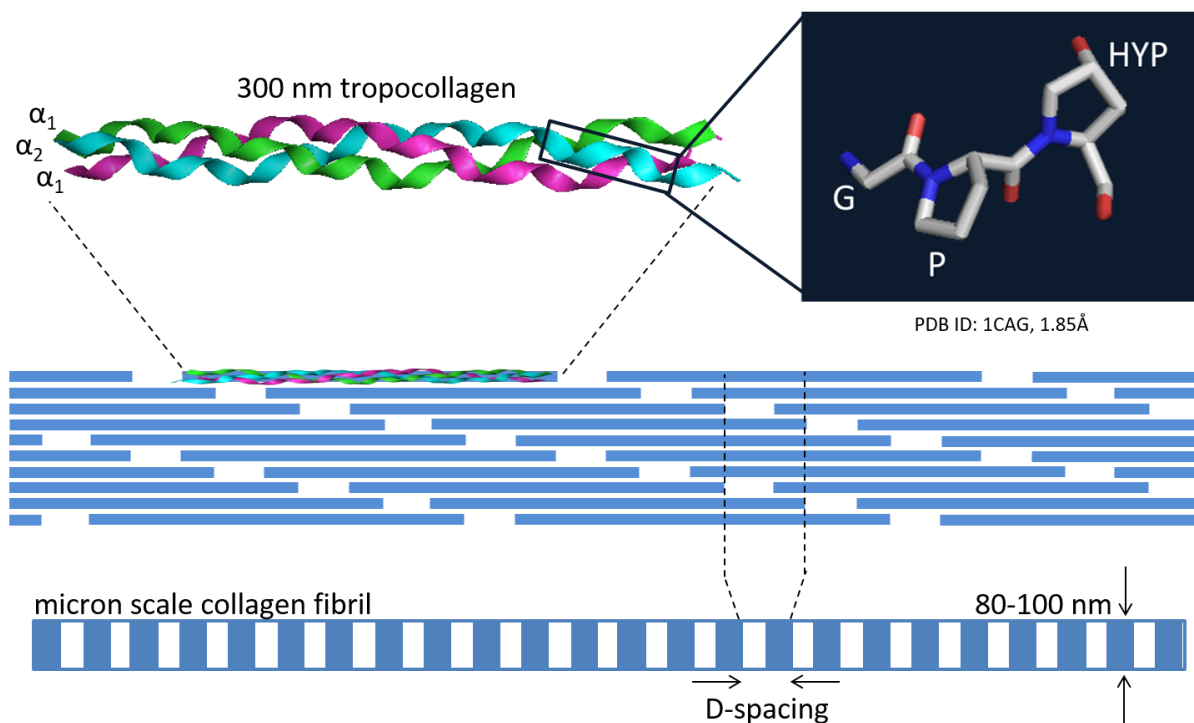 300 nm tropocollagen
α₁
α₂
α₁
HYP
G
P
PDB ID: 1CAG, 1.85Å
micron scale collagen fibril
80-100 nm
D-spacing